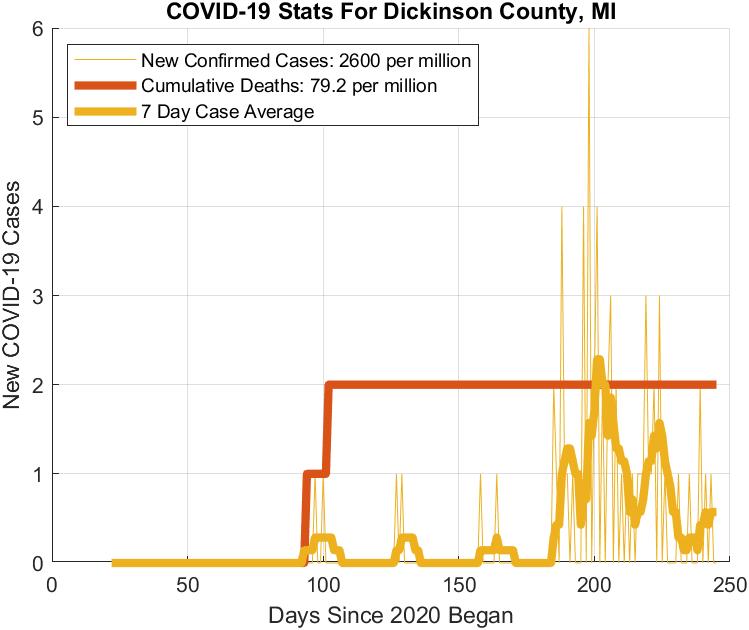 COVID-19 Stats For Dickinson County, MI
New Confirmed Cases: 2600 per million
Cumulative Deaths: 79.2 per million
7 Day Case Average
New COVID-19 Cases
6
5
4
3
2
1
0
0 50 100 150 200 250
Days Since 2020 Began